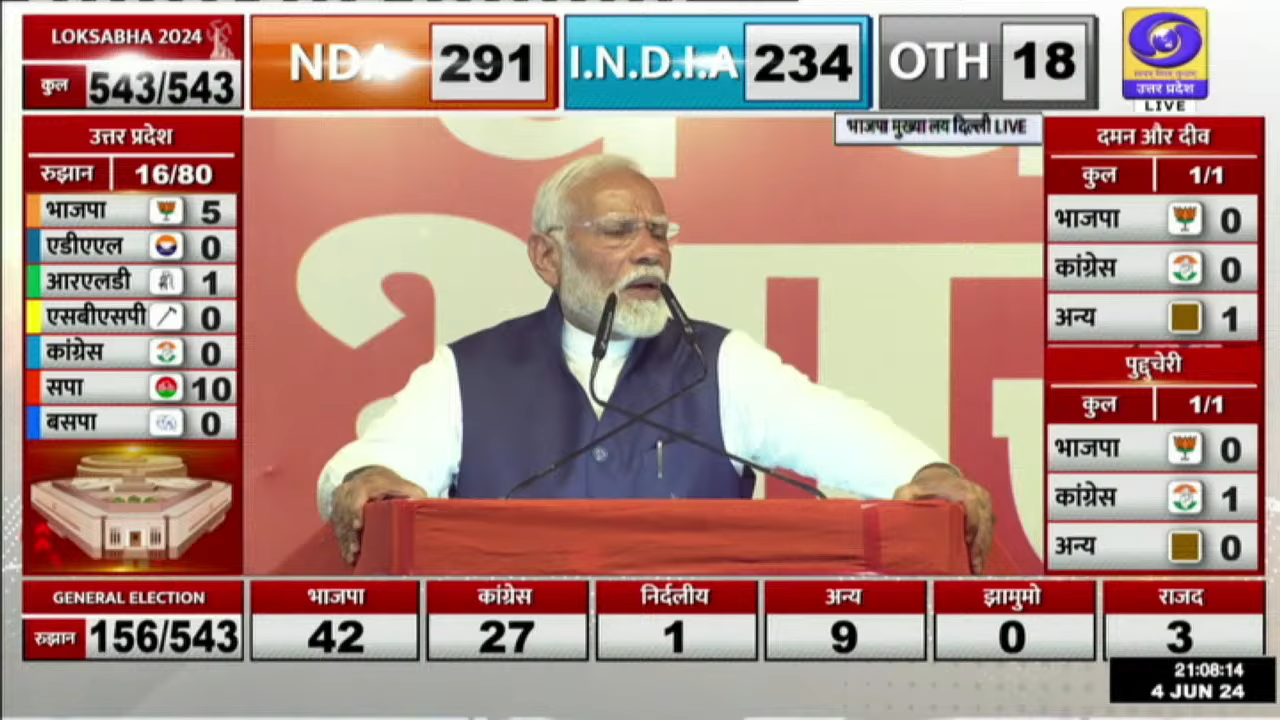 LOKSABHA 2024
कुल 543/543
NDA 291
I.N.D.I.A 234
OTH 18
उत्तर प्रदेश
LIVE
भाजपा मुख्यालय दिल्ली LIVE
उत्तर प्रदेश
रुझान 16/80
भाजपा 5
एडीएएल 0
आरएलडी 1
एसबीएसपी 0
कांग्रेस 0
सपा 10
बसपा 0
दमन और दीव
कुल 1/1
भाजपा 0
कांग्रेस 0
अन्य 1
पुद्दुचेरी
कुल 1/1
भाजपा 0
कांग्रेस 1
अन्य 0
GENERAL ELECTION
रुझान 156/543
भाजपा 42
कांग्रेस 27
निर्दलीय 1
अन्य 9
झामुमो 0
राजद 3
21:08:14
4 JUN 24